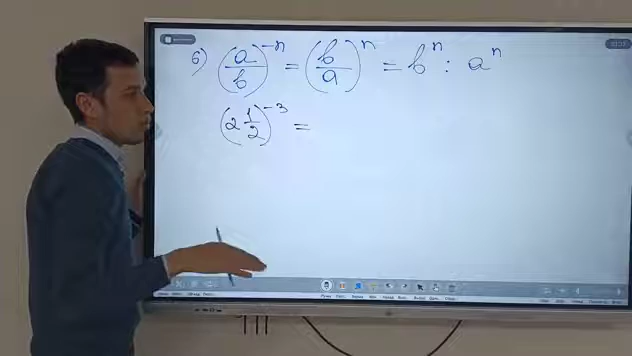 6) (a/b)^-n = (b/a)^n = b^n : a^n
(2 1/2)^-3 =